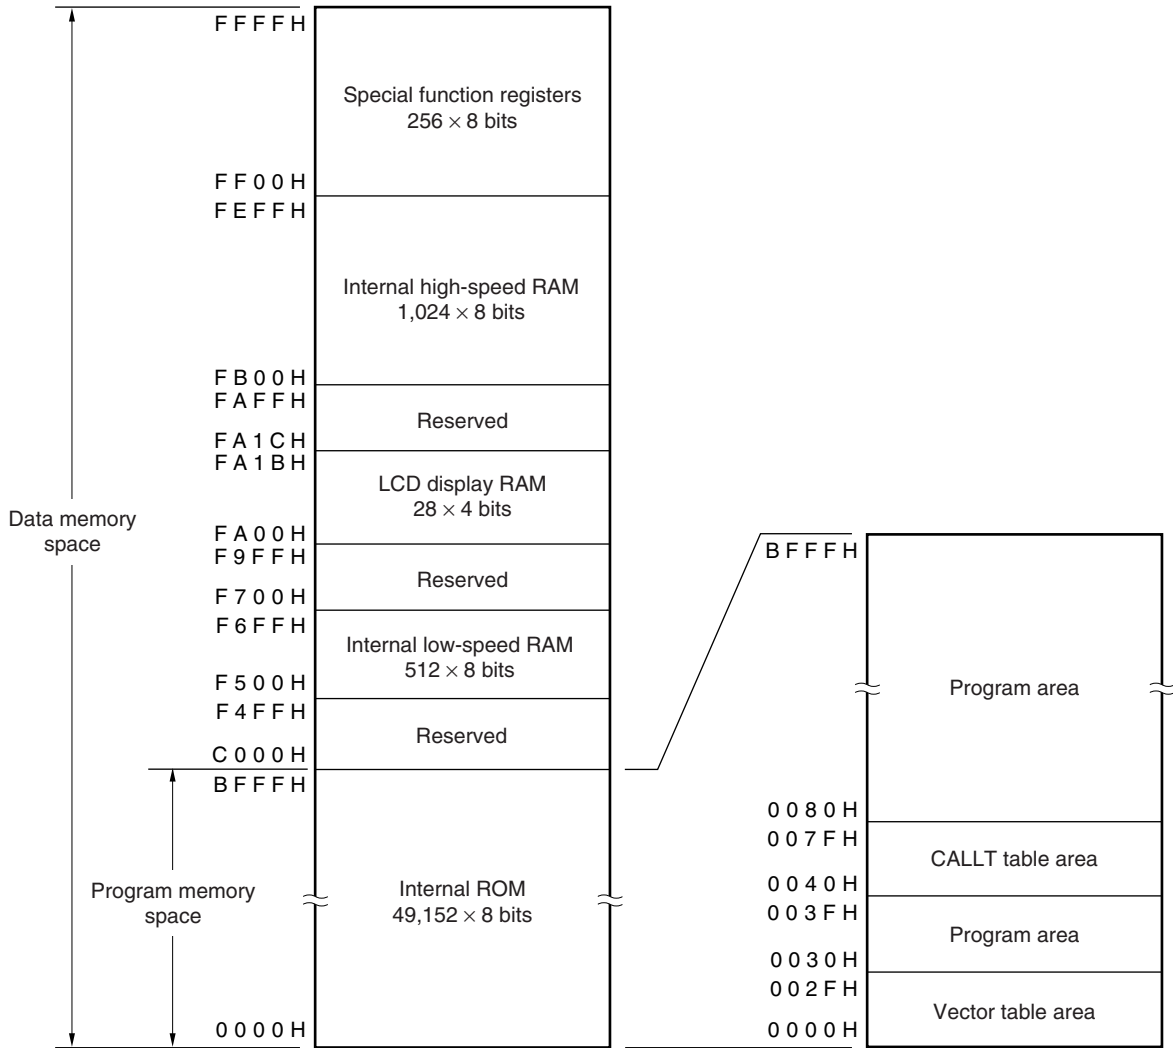 FFFFH
Special function registers
256 × 8 bits
FF00H
FEFFH
Internal high-speed RAM
1,024 × 8 bits
FB00H
FAFFH
Reserved
FA1CH
FA1BH
LCD display RAM
28 × 4 bits
FA00H
F9FFH
Reserved
F700H
F6FFH
Internal low-speed RAM
512 × 8 bits
F500H
F4FFH
Reserved
C000H
BFFFH
Internal ROM
49,152 × 8 bits
0000H
Data memory
space
Program memory
space
BFFFH
Program area
0080H
007FH
CALLT table area
0040H
003FH
Program area
0030H
002FH
Vector table area
0000H